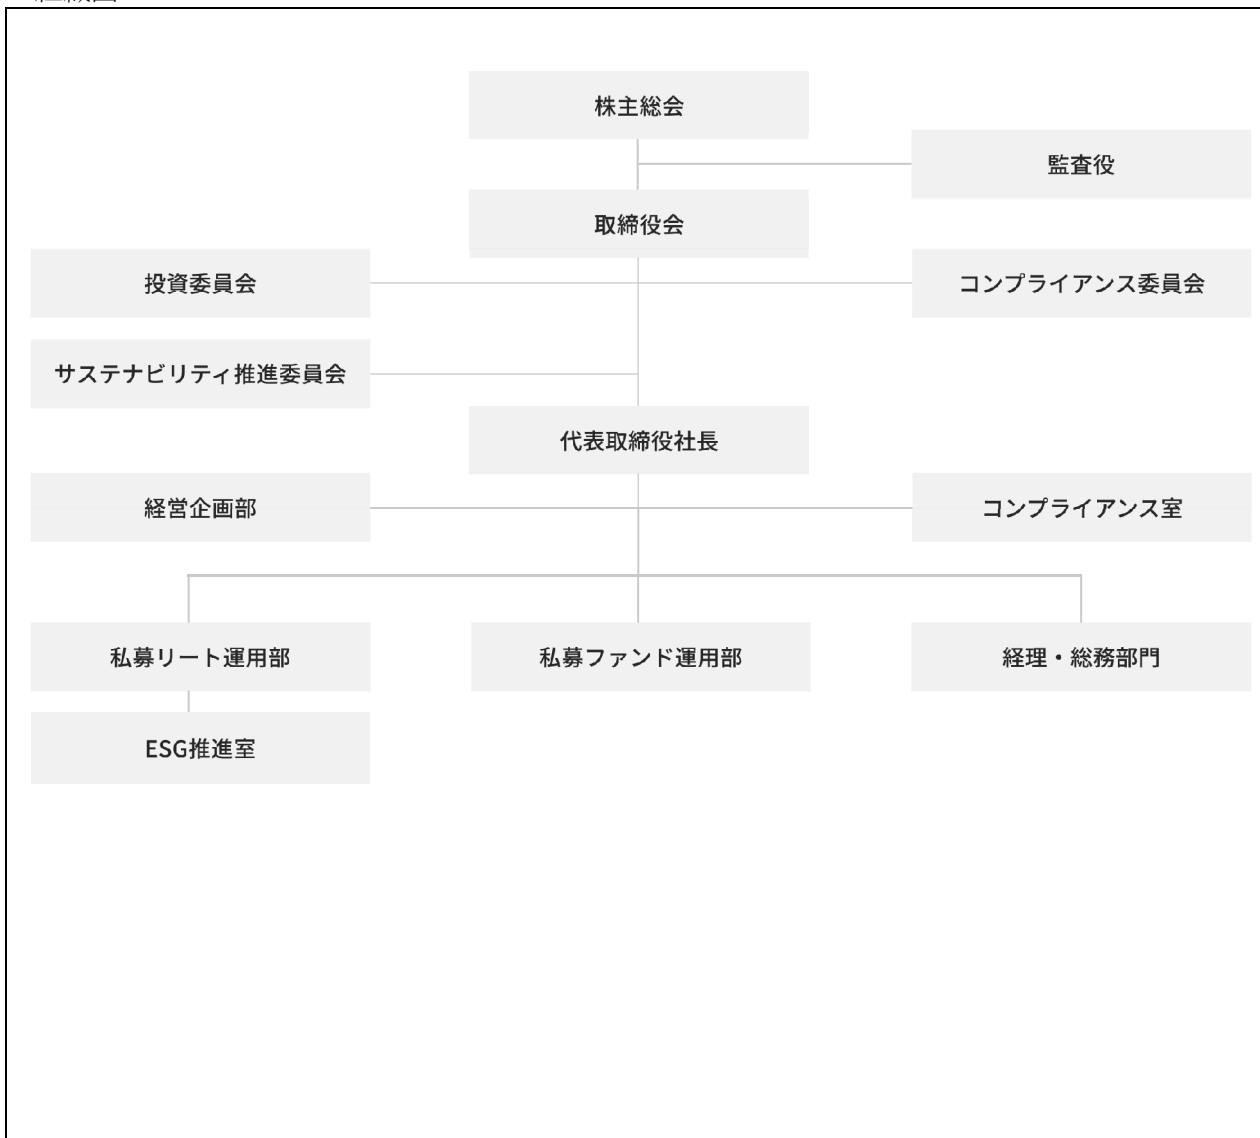 株主総会
監査役
取締役会
投資委員会
コンプライアンス委員会
サステナビリティ推進委員会
代表取締役社長
経営企画部
コンプライアンス室
私募リート運用部
私募ファンド運用部
経理・総務部門
ESG推進室